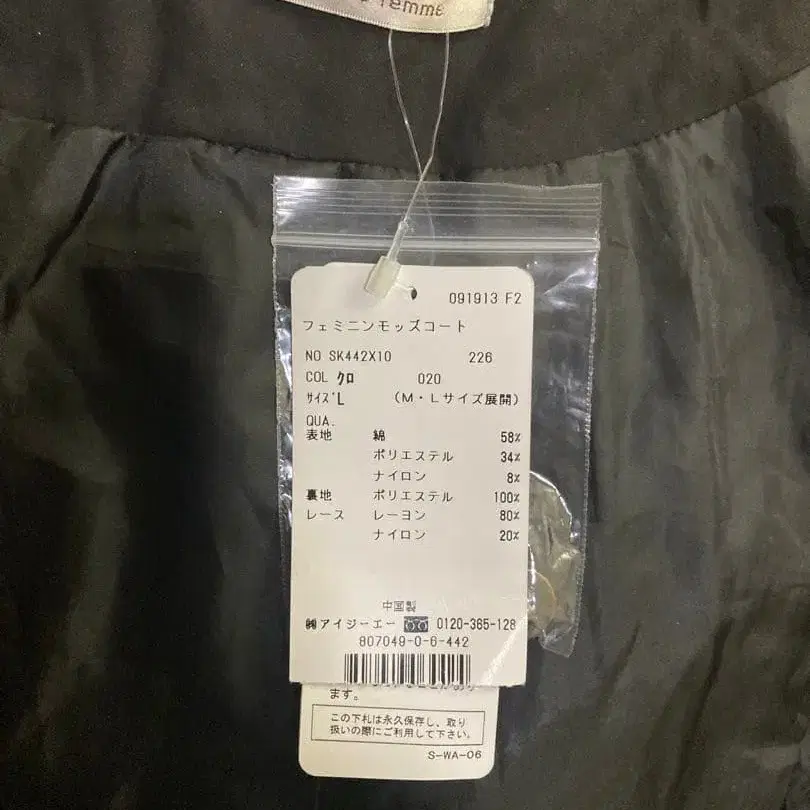 femme
091913 F2
フェミニンモッズコート
NO SK442X10 226
COL クロ 020
サイズ L (M・Lサイズ展開)
QUA.
表地 綿 58%
ポリエステル 34%
ナイロン 8%
裏地 ポリエステル 100%
レース レーヨン 80%
ナイロン 20%
中国製
㈱アイジーエー 0120-365-128
807049-0-6-442
ます。
この下札は永久保存し、取り
扱いの際にご利用して下さい。
S-WA-06